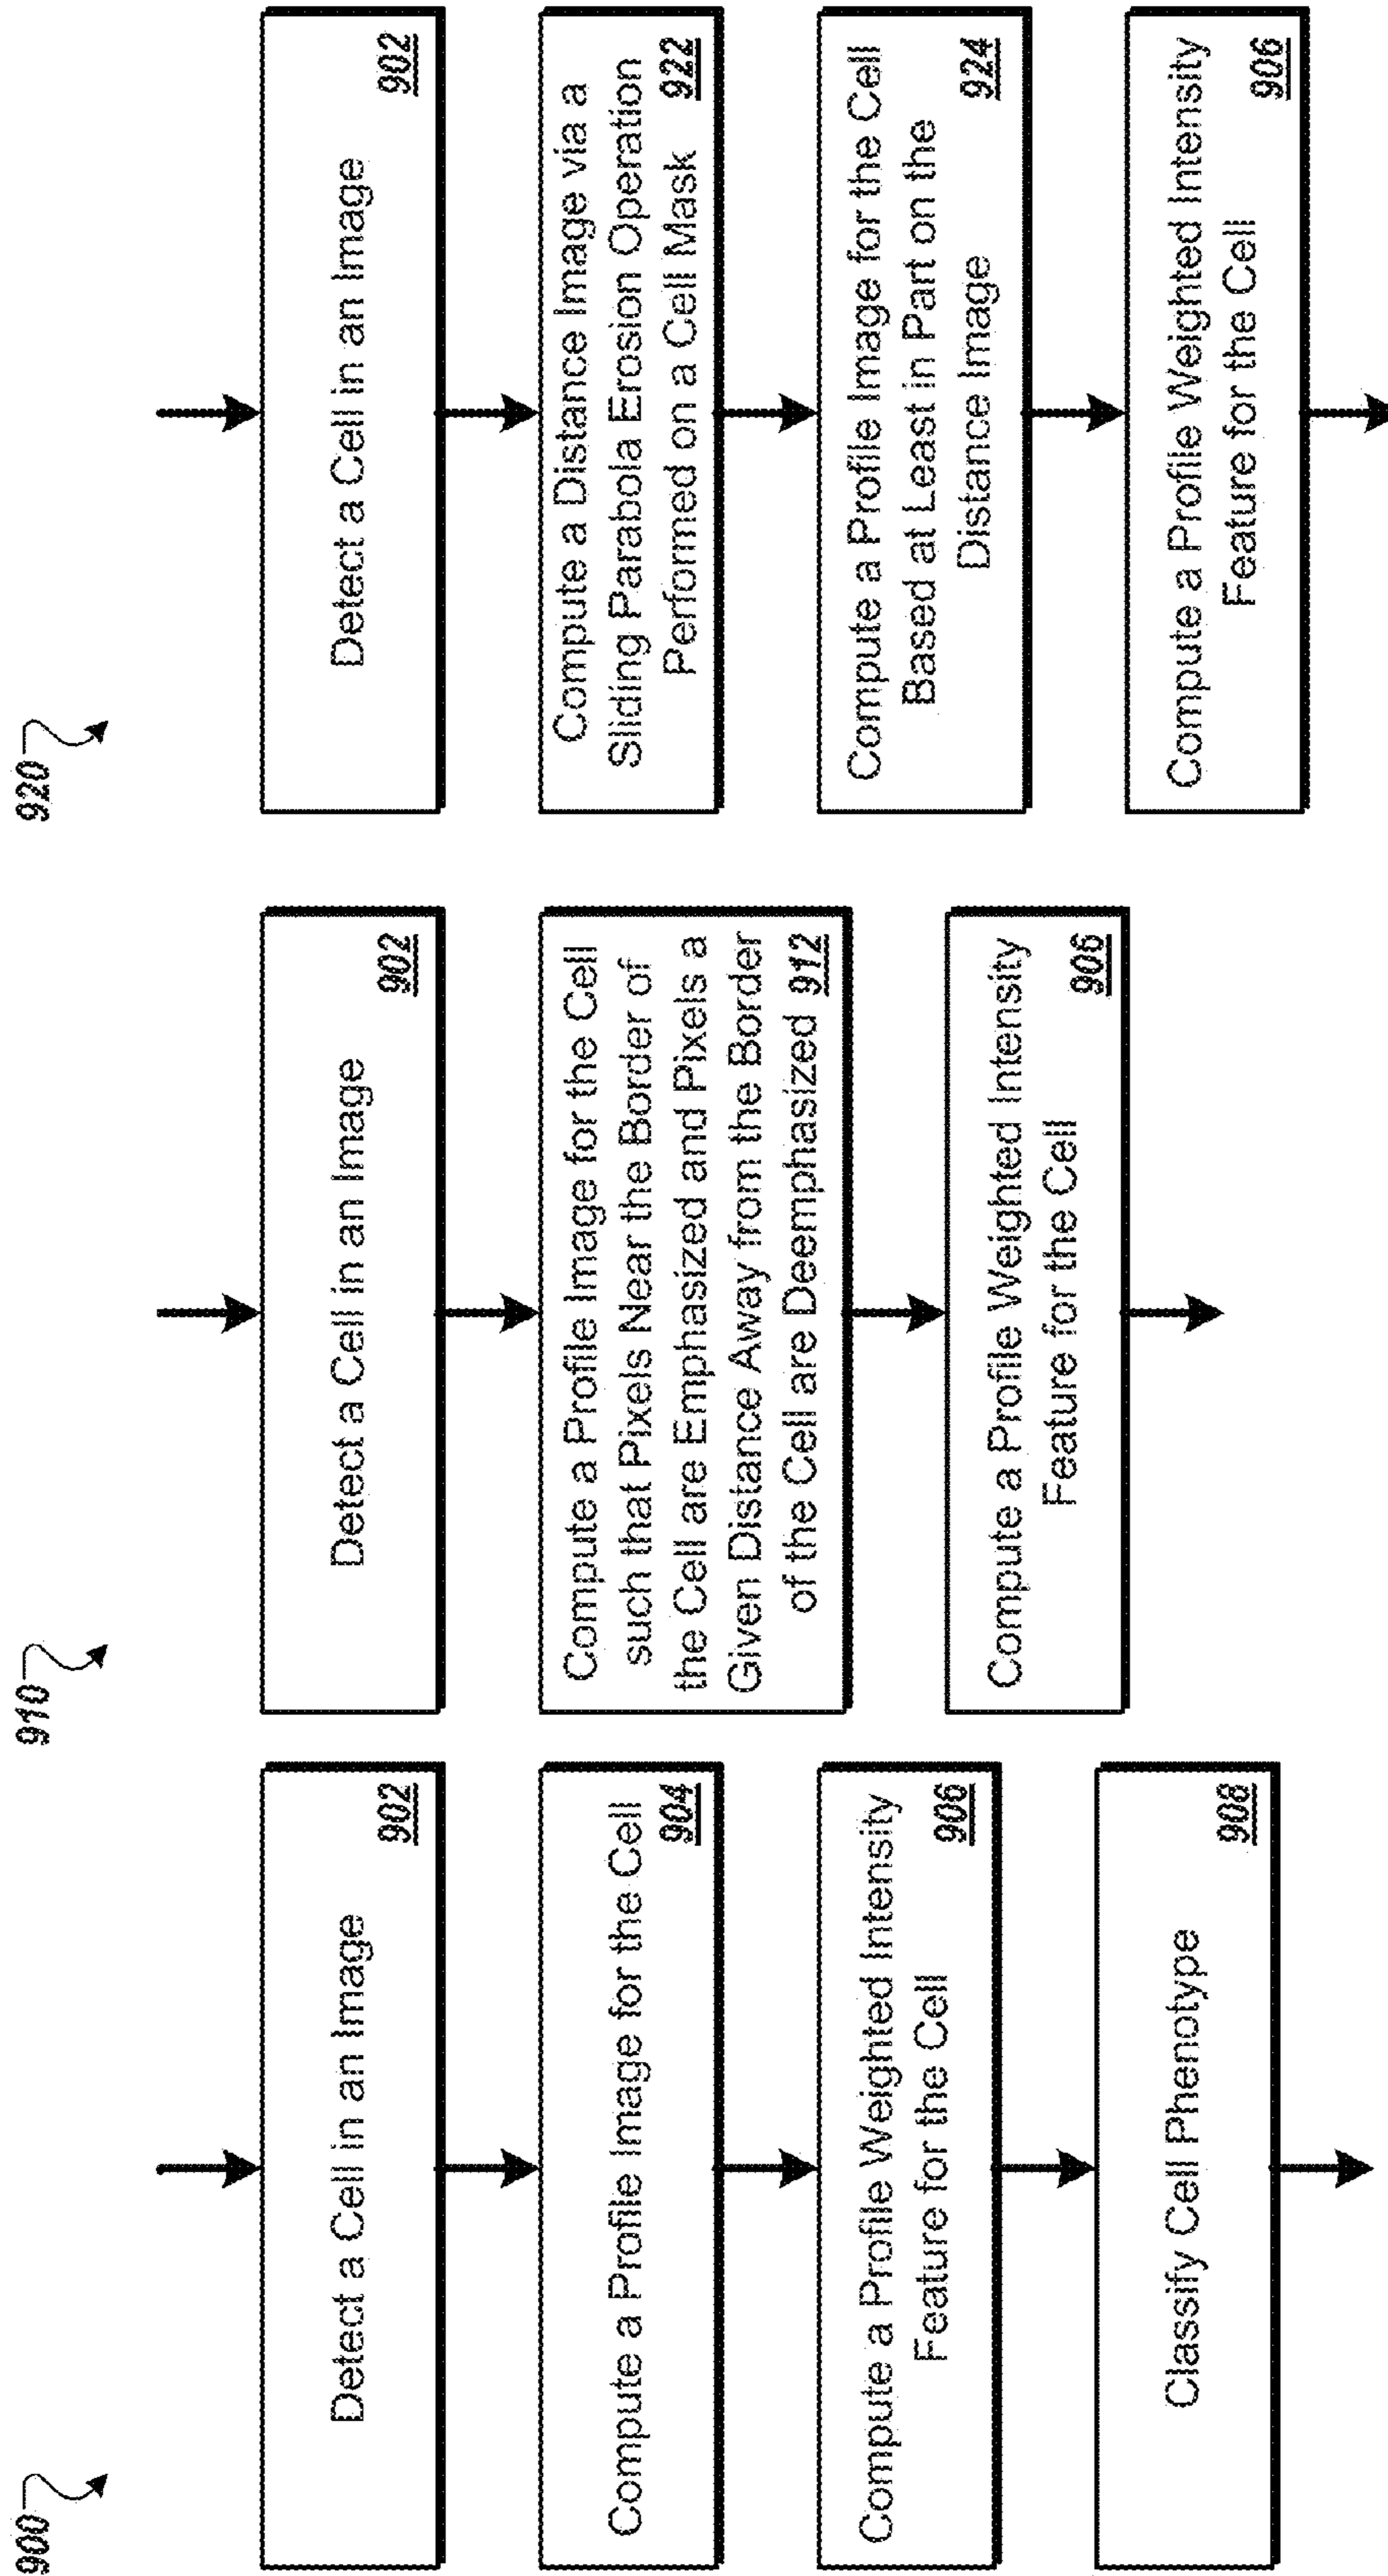 900
Detect a Cell in an Image
902
Compute a Profile Image for the Cell
904
Compute a Profile Weighted Intensity
Feature for the Cell
906
Classify Cell Phenotype
908
910
Detect a Cell in an Image
902
Compute a Profile Image for the Cell
such that Pixels Near the Border of
the Cell are Emphasized and Pixels a
Given Distance Away from the Border
of the Cell are Deemphasized 912
Compute a Profile Weighted Intensity
Feature for the Cell
906
920
Detect a Cell in an Image
902
Compute a Distance Image via a
Sliding Parabola Erosion Operation
Performed on a Cell Mask 922
Compute a Profile Image for the Cell
Based at Least in Part on the
Distance Image
924
Compute a Profile Weighted Intensity
Feature for the Cell
906